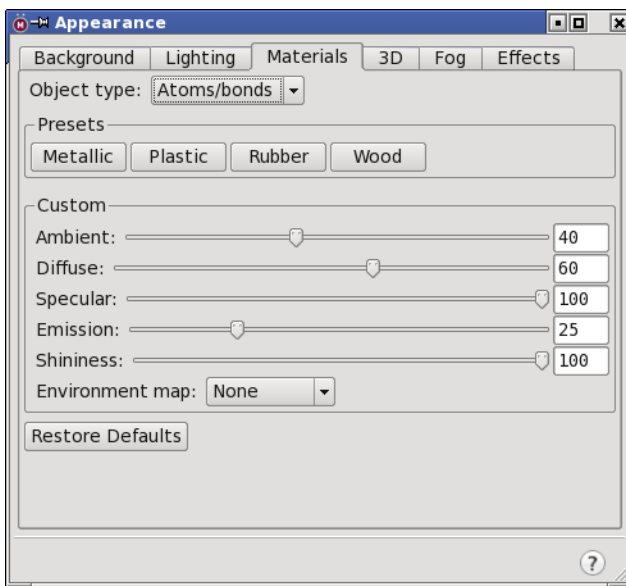 Appearance
Background Lighting Materials 3D Fog Effects
Object type: Atoms/bonds
Presets
Metallic Plastic Rubber Wood
Custom
Ambient: 40
Diffuse: 60
Specular: 100
Emission: 25
Shininess: 100
Environment map: None
Restore Defaults
?